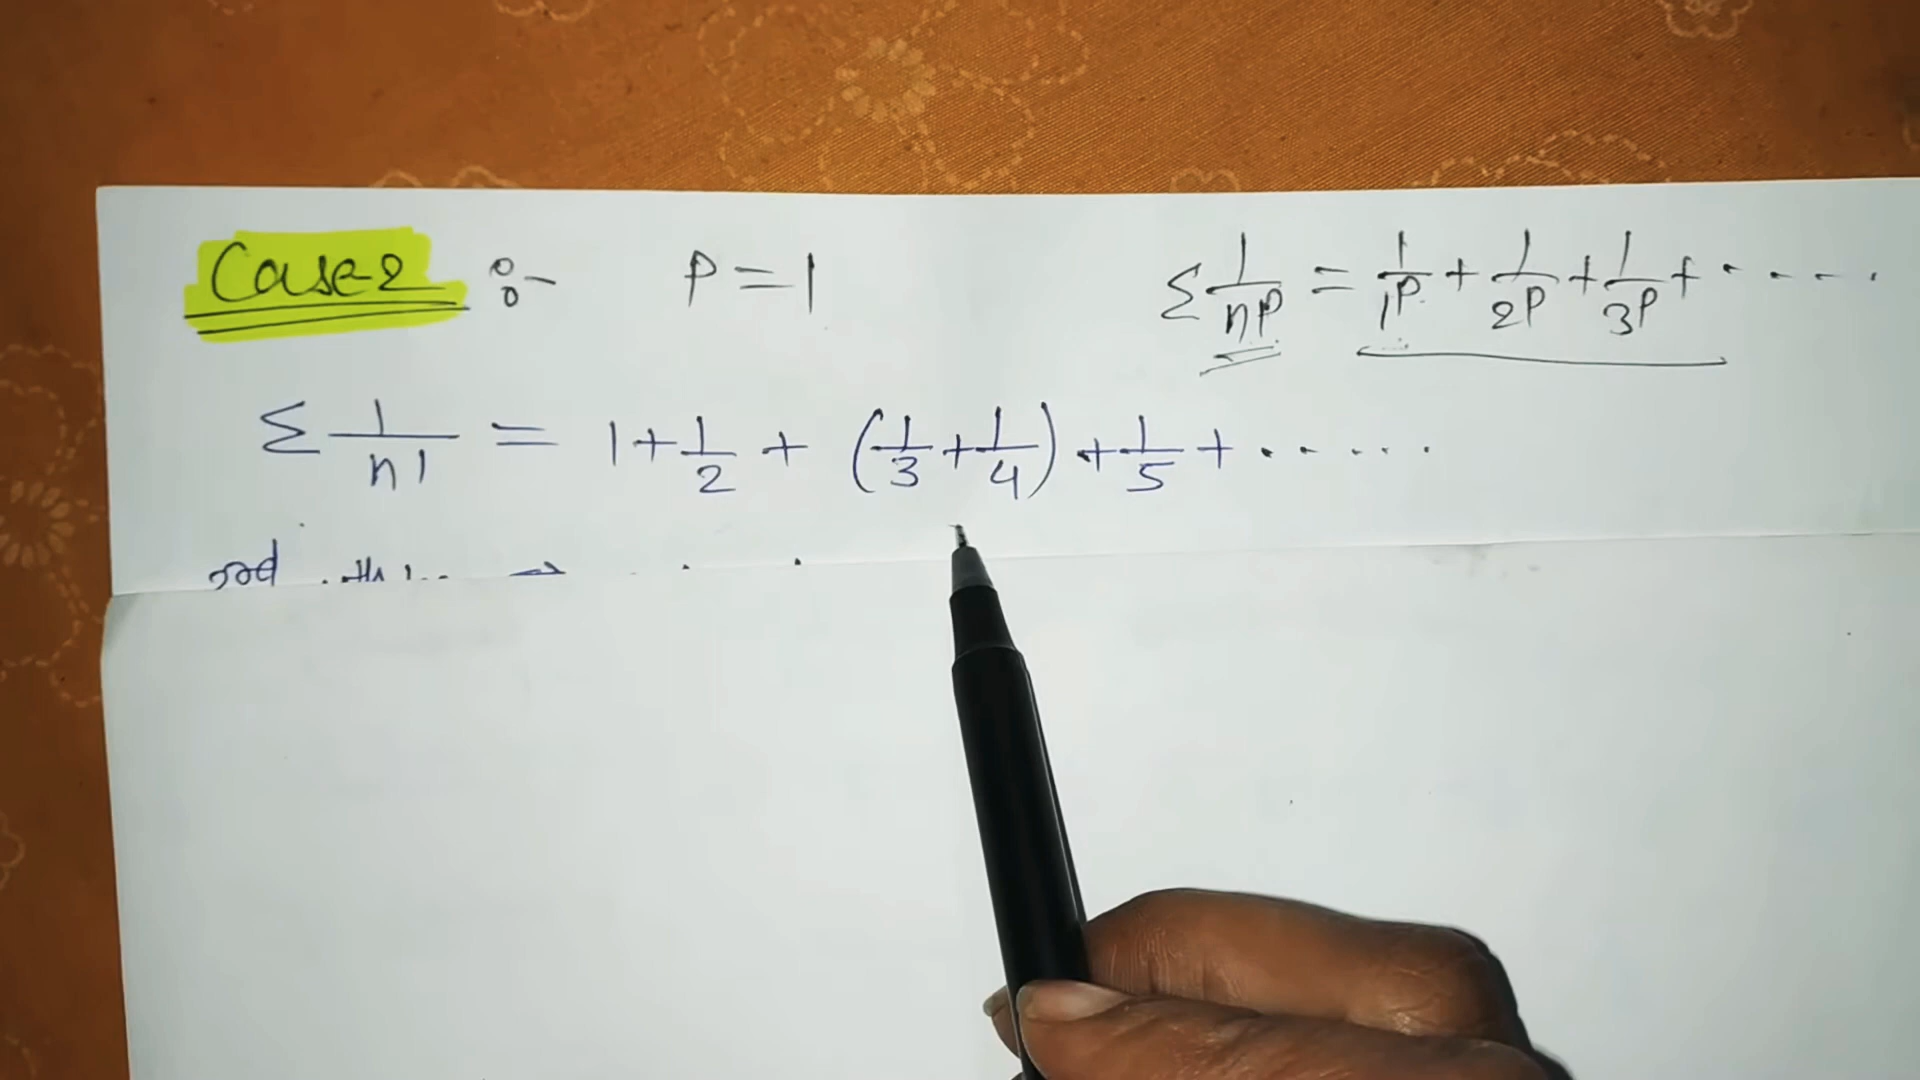 Case 2 :- P = 1
Σ 1/n^P = 1/1^P + 1/2^P + 1/3^P + . . . .
Σ 1/n^1 = 1 + 1/2 + (1/3 + 1/4) + 1/5 + . . . . .